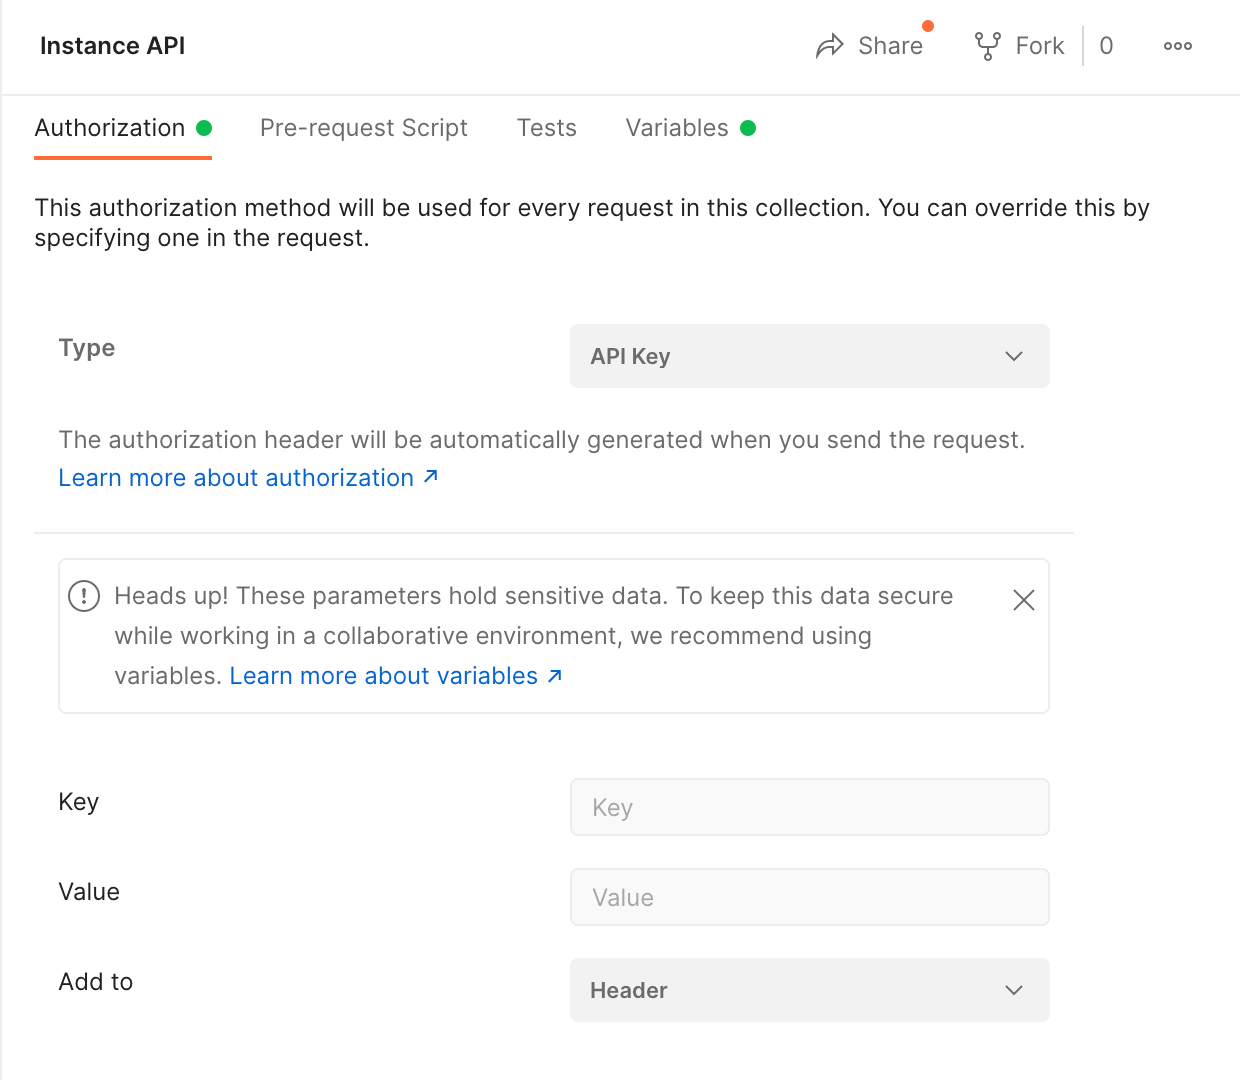 Instance API
Share
Fork
0
Authorization
Pre-request Script
Tests
Variables
This authorization method will be used for every request in this collection. You can override this by
specifying one in the request.
Type
API Key
The authorization header will be automatically generated when you send the request.
Learn more about authorization ↗
Heads up! These parameters hold sensitive data. To keep this data secure
while working in a collaborative environment, we recommend using
variables. Learn more about variables ↗
Key
Key
Value
Value
Add to
Header